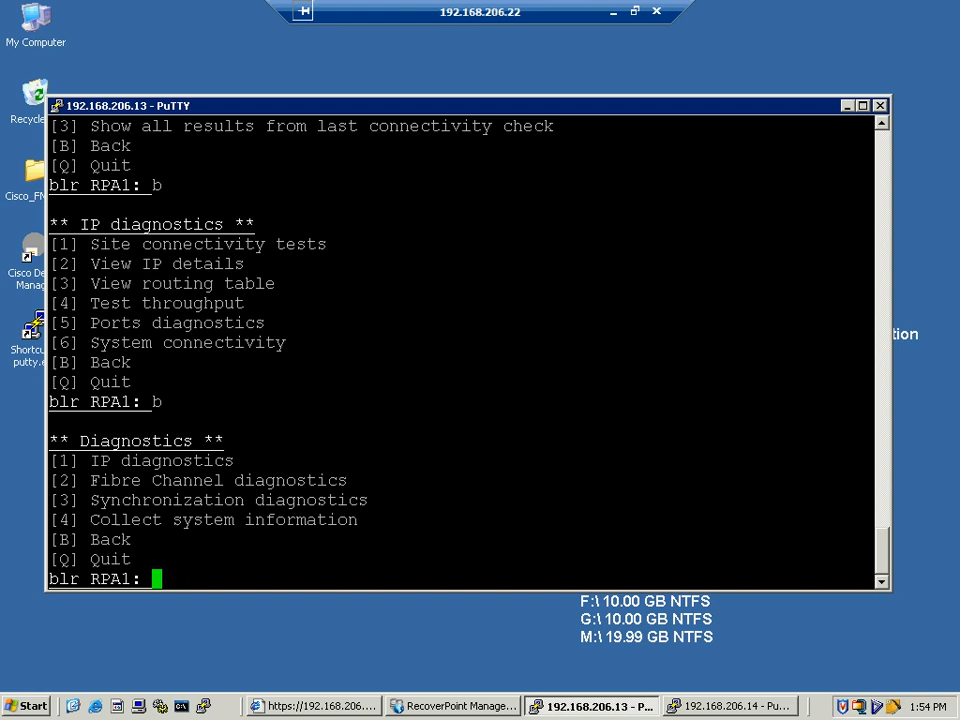 192.168.206.22
My Computer
Recycle
Cisco_FM
Cisco De
Manag
Shortcu
putty.e
192.168.206.13 - PuTTY
[3] Show all results from last connectivity check
[B] Back
[Q] Quit
blr RPA1: b
** IP diagnostics **
[1] Site connectivity tests
[2] View IP details
[3] View routing table
[4] Test throughput
[5] Ports diagnostics
[6] System connectivity
[B] Back
[Q] Quit
blr RPA1: b
** Diagnostics **
[1] IP diagnostics
[2] Fibre Channel diagnostics
[3] Synchronization diagnostics
[4] Collect system information
[B] Back
[Q] Quit
blr RPA1:
tion
F:\ 10.00 GB NTFS
G:\ 10.00 GB NTFS
M:\ 19.99 GB NTFS
Start
https://192.168.206....
RecoverPoint Manage...
192.168.206.13 - P...
192.168.206.14 - Pu...
1:54 PM